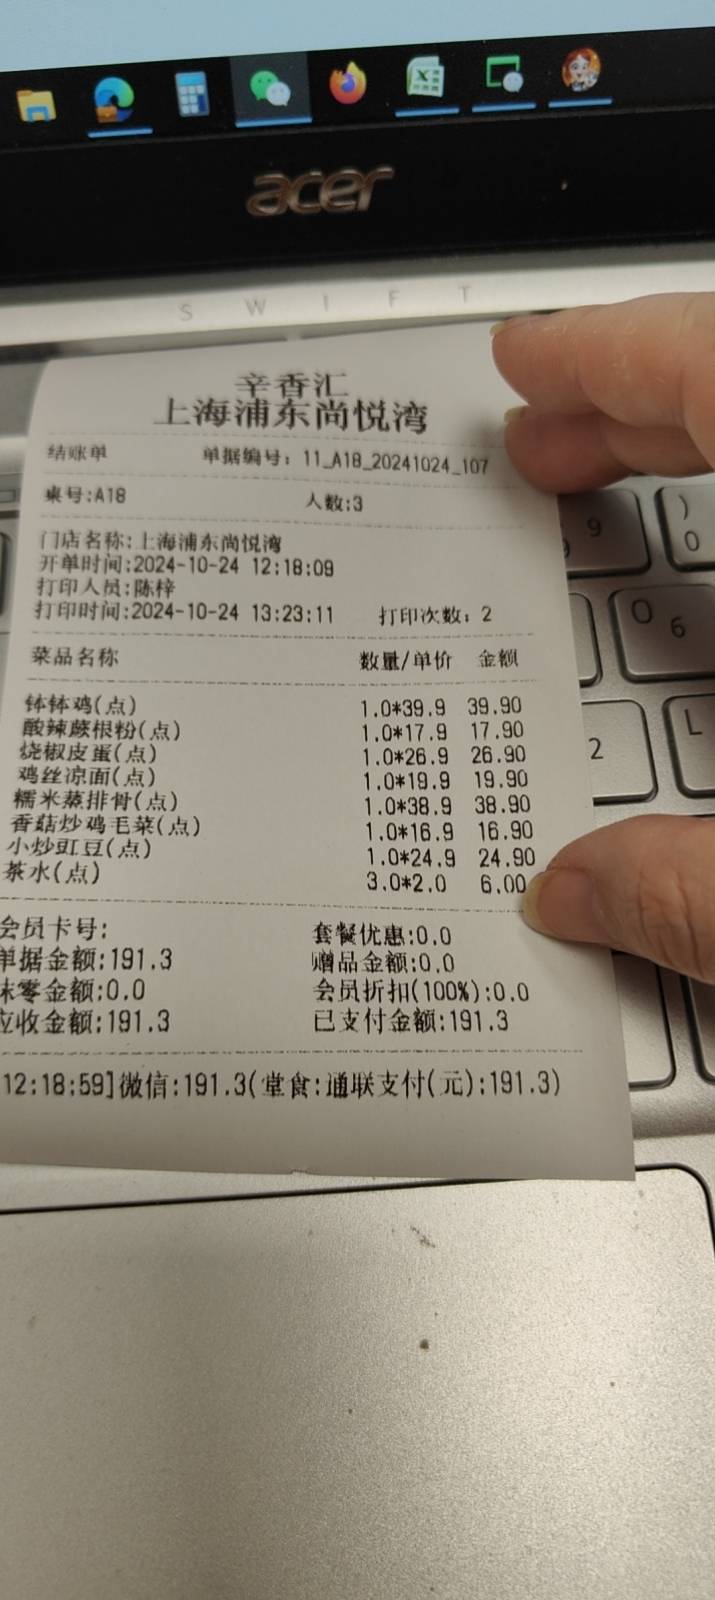 acer
S W I F T
辛香汇
上海浦东尚悦湾
结账单 单据编号: 11_A18_20241024_107
桌号:A18 人数:3
门店名称:上海浦东尚悦湾
开单时间:2024-10-24 12:18:09
打印人员:陈梓
打印时间:2024-10-24 13:23:11 打印次数: 2
菜品名称 数量/单价 金额
钵钵鸡(点) 1.0*39.9 39.90
酸辣蕨根粉(点) 1.0*17.9 17.90
烧椒皮蛋(点) 1.0*26.9 26.90
鸡丝凉面(点) 1.0*19.9 19.90
糯米蒸排骨(点) 1.0*38.9 38.90
香菇炒鸡毛菜(点) 1.0*16.9 16.90
小炒豇豆(点) 1.0*24.9 24.90
茶水(点) 3.0*2.0 6.00
会员卡号: 套餐优惠:0.0
单据金额:191.3 赠品金额:0.0
抹零金额:0.0 会员折扣(100%):0.0
应收金额:191.3 已支付金额:191.3
12:18:59]微信:191.3(堂食:通联支付(元):191.3)
9
)
0
O
6
L
2